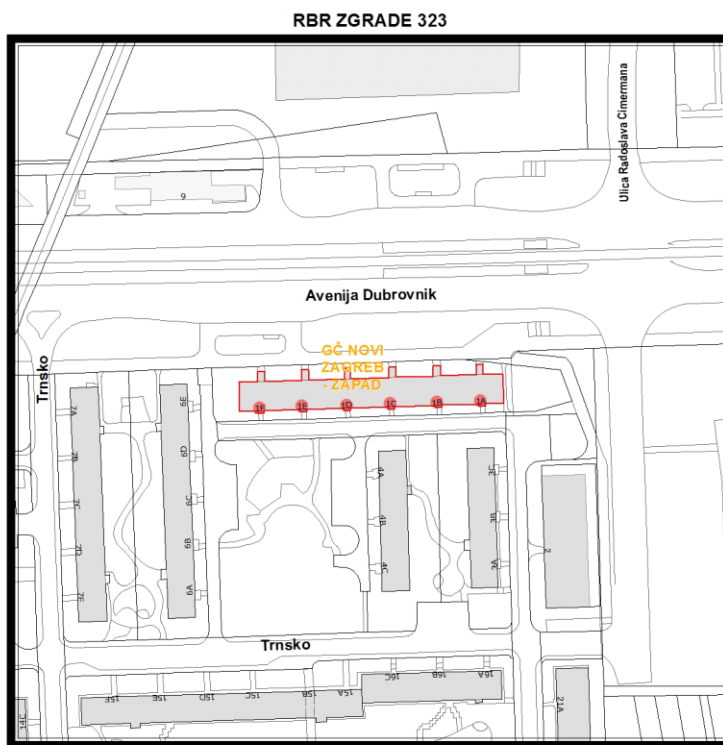 RBR ZGRADE 323
Ulica Radoslava Cimermana
9
Avenija Dubrovnik
GČ NOVI
ZAGREB
- ZAPAD
Trnsko
1F
1E
1D
1C
1B
1A
7A
7B
7C
7D
7E
6E
6D
6C
6B
6A
4A
4B
4C
3C
3B
3A
2
Trnsko
15F
15E
15D
15C
15B
15A
16C
16B
16A
14C
21A